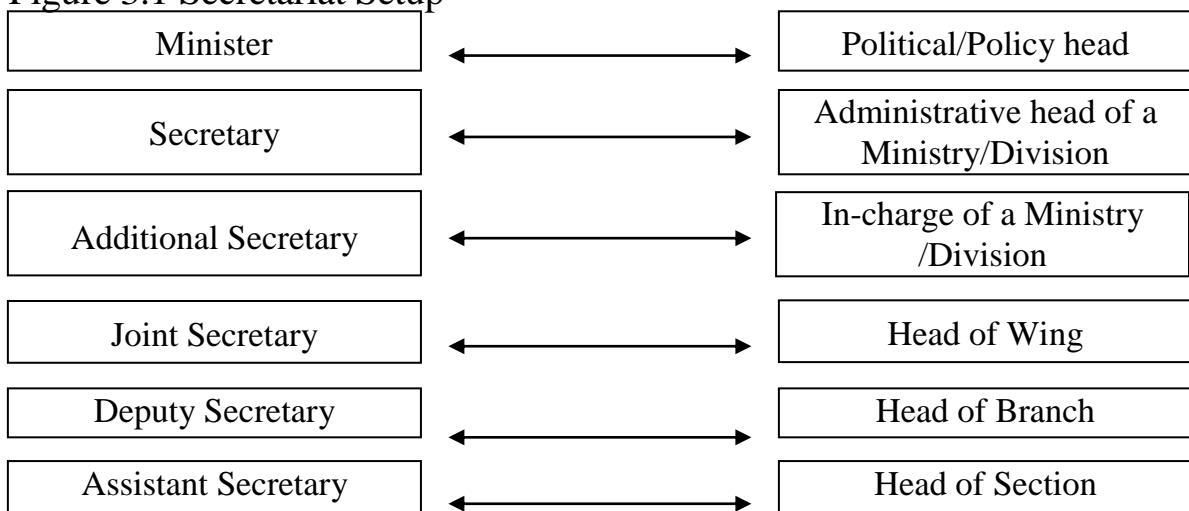 Figure 3.1 Secretariat Setup
Minister
Political/Policy head
Secretary
Administrative head of a
Ministry/Division
Additional Secretary
In-charge of a Ministry
/Division
Joint Secretary
Head of Wing
Deputy Secretary
Head of Branch
Assistant Secretary
Head of Section